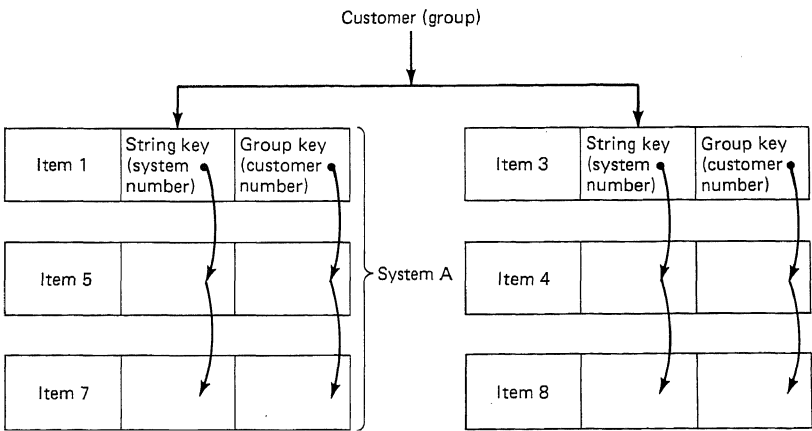 Customer (group)
Item 1
String key
(system
number)
Group key
(customer
number)
Item 3
String key
(system
number)
Group key
(customer
number)
Item 5
System A
Item 4
Item 7
Item 8